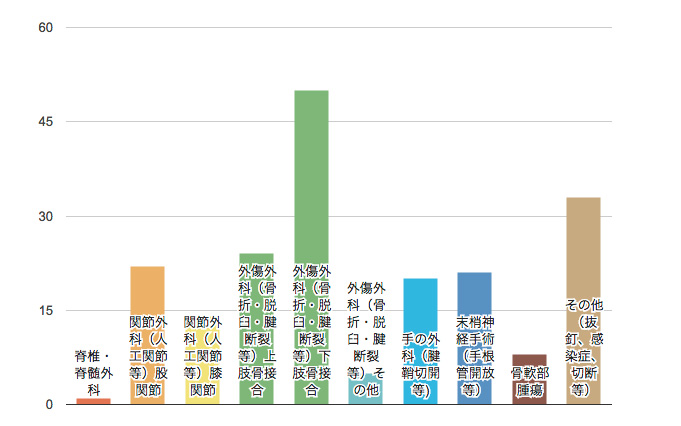 60
45
30
15
0
脊椎・
脊髄外
科
関節外
科（人
工関節
等）股
関節
関節外
科（人
工関節
等）膝
関節
外傷外
科（骨
折・脱
臼・腱
断裂
等）上
肢骨接
合
外傷外
科（骨
折・脱
臼・腱
断裂
等）下
肢骨接
合
外傷外
科（骨
折・脱
臼・腱
断裂
等）そ
の他
手の外
科（腱
鞘切開
等)
末梢神
経手術
（手根
管開放
等）
骨軟部
腫瘍
その他
（抜
釘、感
染症、
切断
等）